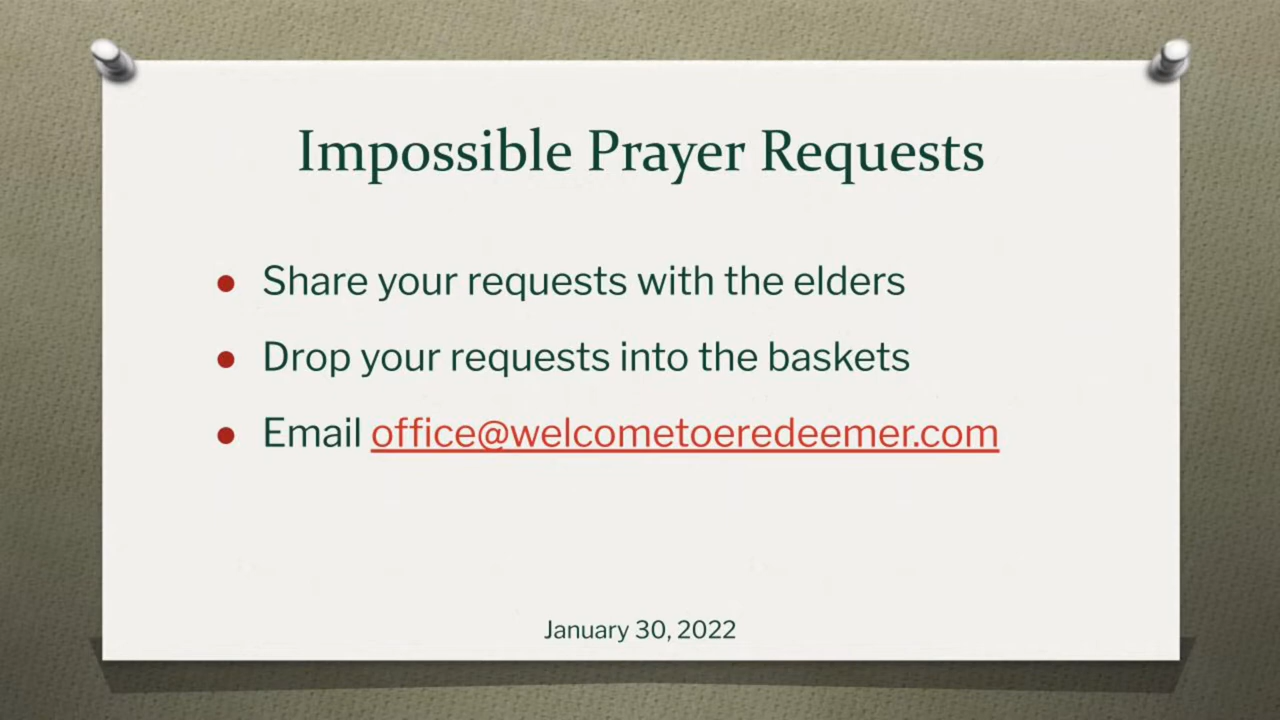 Impossible Prayer Requests
● Share your requests with the elders
● Drop your requests into the baskets
● Email office@welcometoeredeemer.com
January 30, 2022